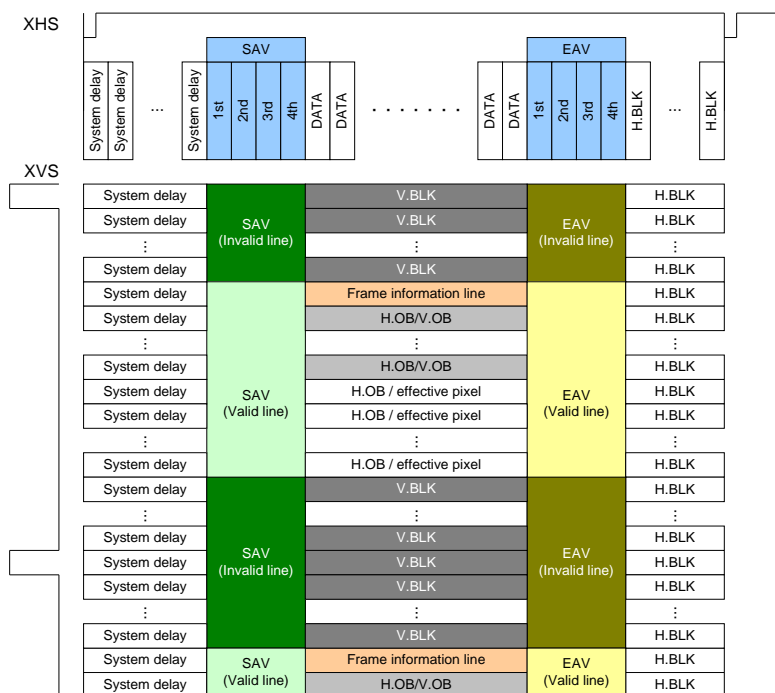 XHS
SAV
EAV
System delay
System delay
...
System delay
1st
2nd
3rd
4th
DATA
DATA
. . . . . . .
DATA
DATA
1st
2nd
3rd
4th
H.BLK
...
H.BLK
XVS
System delay V.BLK H.BLK
System delay V.BLK H.BLK
SAV
(Invalid line)
EAV
(Invalid line)
System delay V.BLK H.BLK
System delay Frame information line H.BLK
System delay H.OB/V.OB H.BLK
System delay H.OB/V.OB H.BLK
System delay H.OB / effective pixel H.BLK
SAV
(Valid line)
EAV
(Valid line)
System delay H.OB / effective pixel H.BLK
System delay H.OB / effective pixel H.BLK
System delay V.BLK H.BLK
System delay V.BLK H.BLK
SAV
(Invalid line)
EAV
(Invalid line)
System delay V.BLK H.BLK
System delay V.BLK H.BLK
System delay V.BLK H.BLK
System delay Frame information line H.BLK
SAV
(Valid line)
EAV
(Valid line)
System delay H.OB/V.OB H.BLK